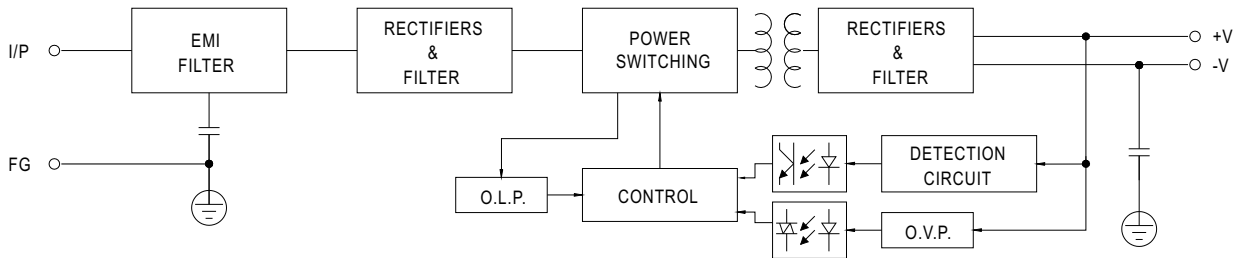 I/P
EMI
FILTER
RECTIFIERS
&
FILTER
POWER
SWITCHING
RECTIFIERS
&
FILTER
+V
-V
FG
O.L.P.
CONTROL
DETECTION
CIRCUIT
O.V.P.